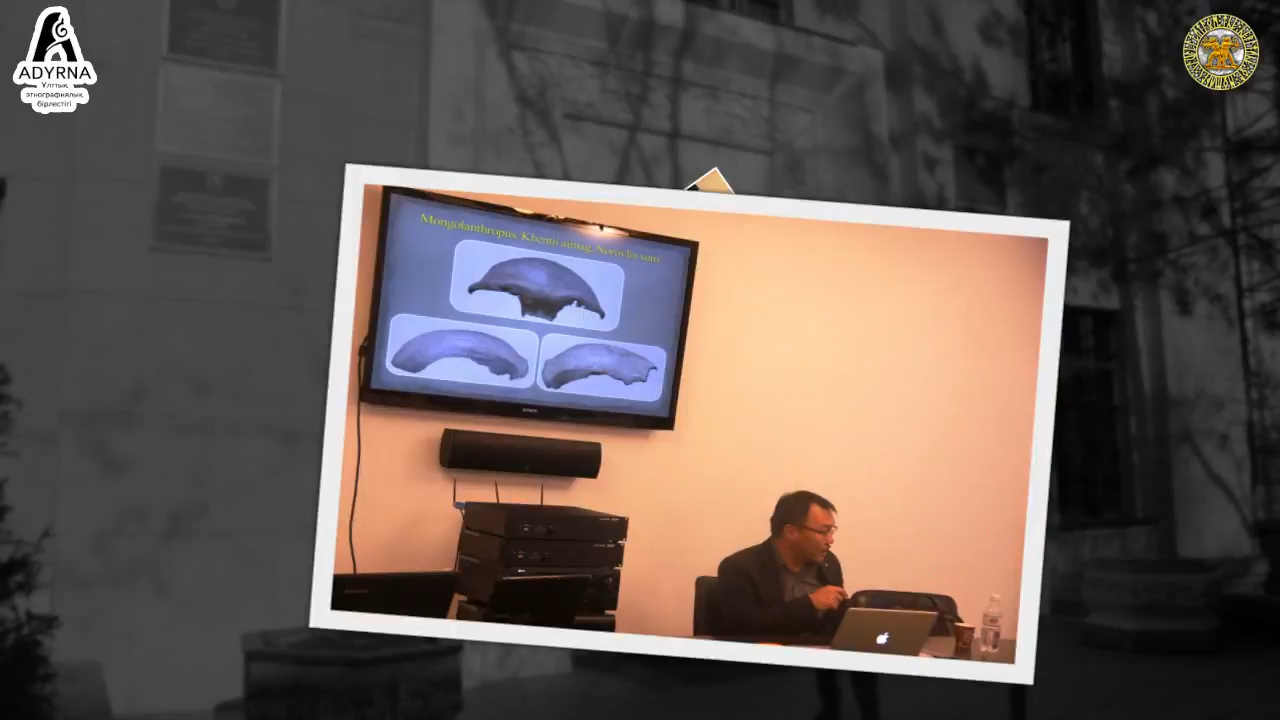 ADYRNA
Ұлттық
этнографиялық
бірлестігі
Mongolanthropus. Khentii aimag, Norovlin sum